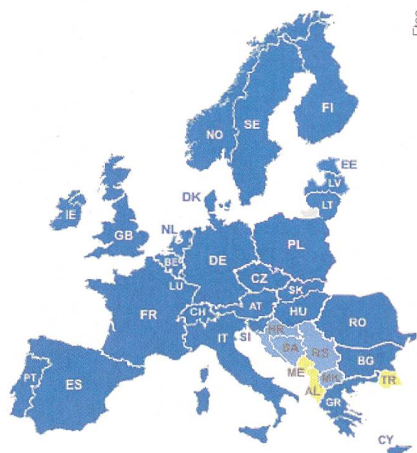 Etso
FI
NO
SE
EE
LV
LT
DK
IE
GB
NL
BE
LU
DE
PL
CZ
SK
FR
CH
AT
HU
RO
IT
SI
HR
BA
RS
BG
ME
MK
AL
TR
PT
ES
GR
CY